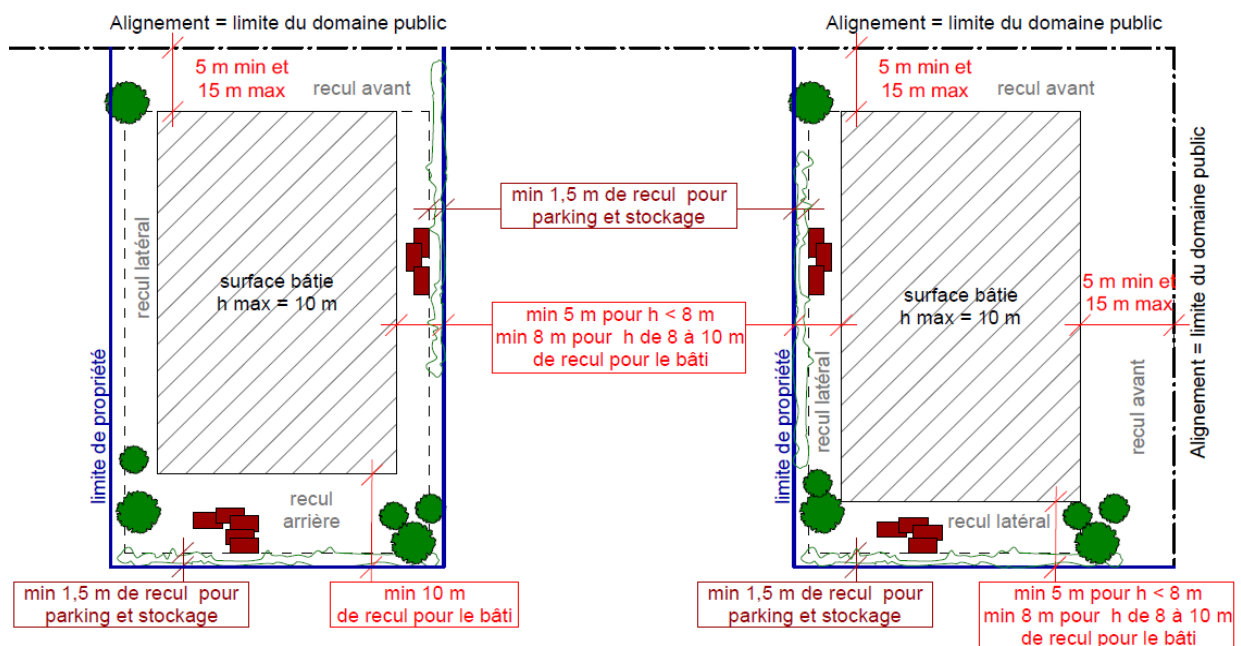 Alignement = limite du domaine public
5 m min et
15 m max
recul avant
recul latéral
surface bâtie
h max = 10 m
limite de propriété
recul
arrière
min 1,5 m de recul pour
parking et stockage
min 10 m
de recul pour le bâti
min 1,5 m de recul pour
parking et stockage
min 5 m pour h < 8 m
min 8 m pour h de 8 à 10 m
de recul pour le bâti
Alignement = limite du domaine public
5 m min et
15 m max
recul avant
surface bâtie
h max = 10 m
5 m min et
15 m max
Alignement = limite du domaine public
limite de propriété
recul latéral
recul avant
recul latéral
min 1,5 m de recul pour
parking et stockage
min 5 m pour h < 8 m
min 8 m pour h de 8 à 10 m
de recul pour le bâti